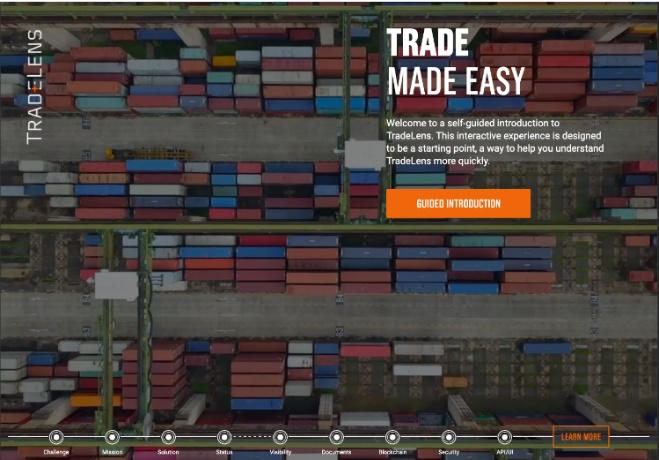 TRADELENS
TRADE
MADE EASY
Welcome to a self-guided introduction to
TradeLens. This interactive experience is designed
to be a starting point, a way to help you understand
TradeLens more quickly.
GUIDED INTRODUCTION
Challenge Mission Solution Status Visibility Documents Blockchain Security API/UI
LEARN MORE